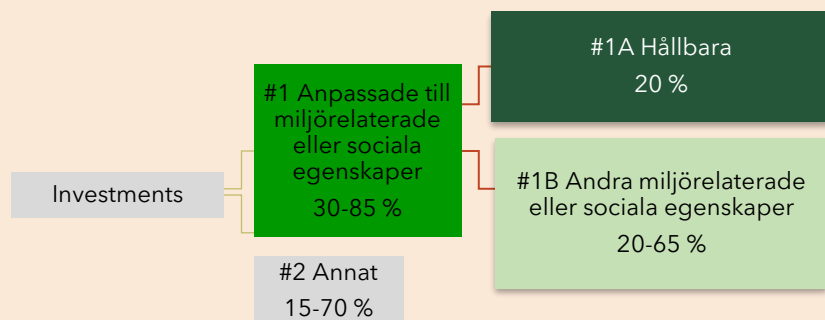 Investments
#1 Anpassade till
miljörelaterade
eller sociala
egenskaper
30-85 %
#2 Annat
15-70 %
#1A Hållbara
20 %
#1B Andra miljörelaterade
eller sociala egenskaper
20-65 %